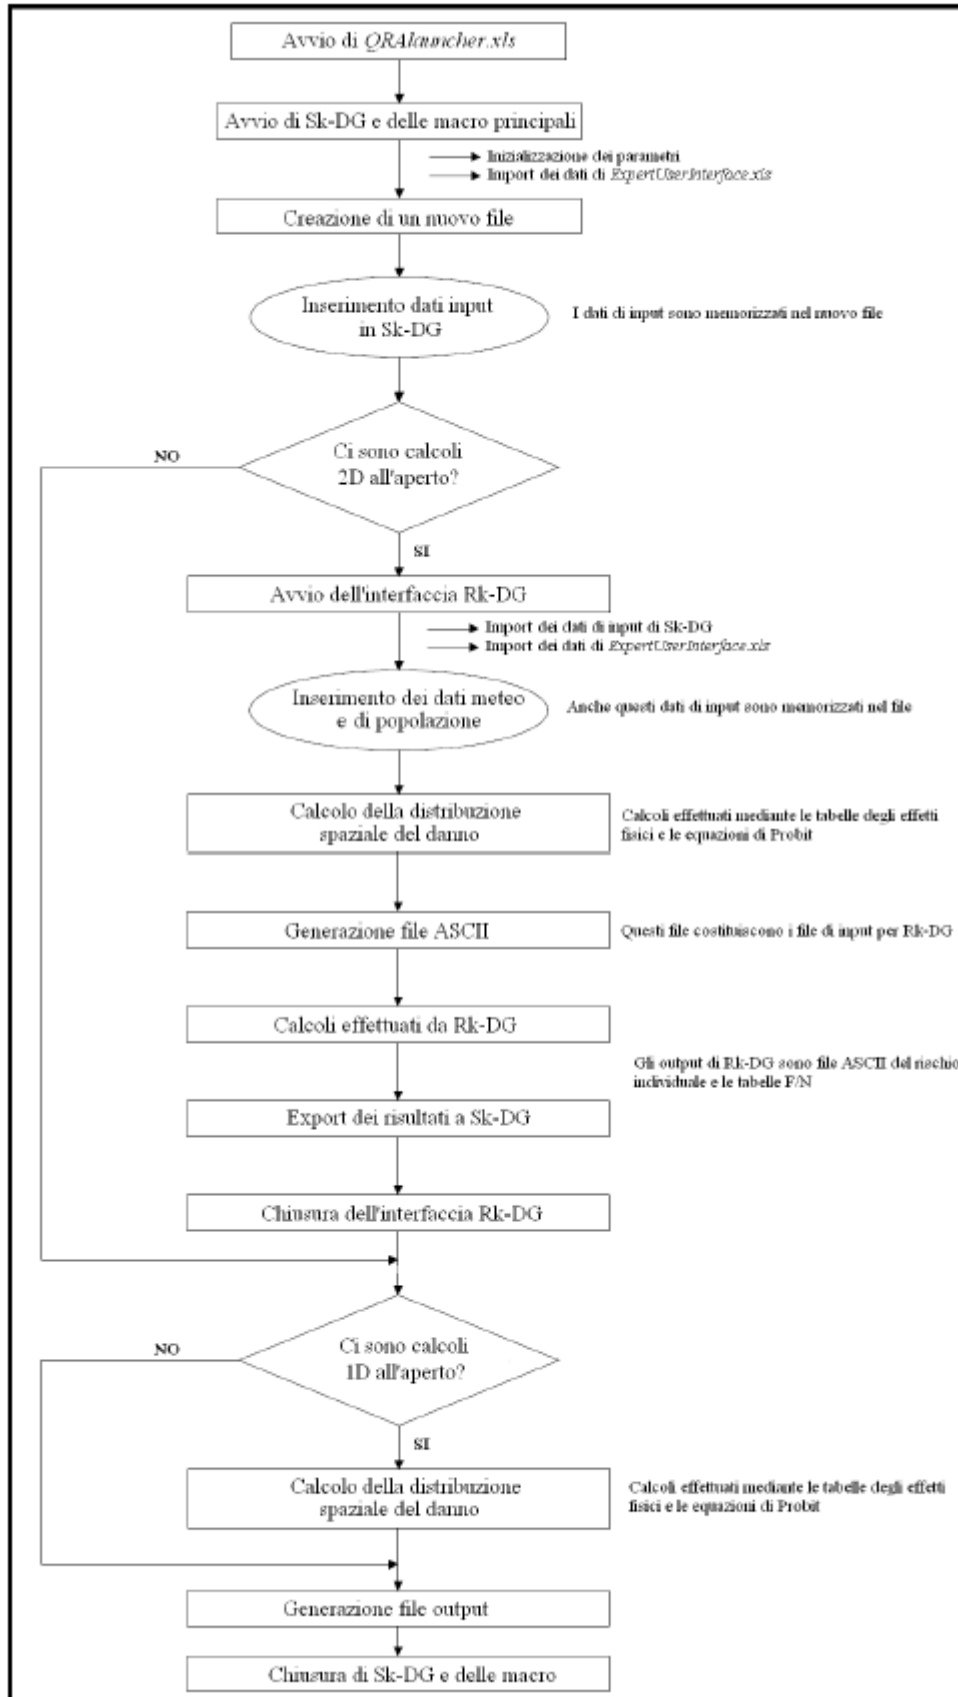 Avvio di QRAlauncher.xls
Avvio di Sk-DG e delle macro principali
Inizializzazione dei parametri
Import dei dati di ExpertUserInterface.xls
Creazione di un nuovo file
Inserimento dati input
in Sk-DG
I dati di input sono memorizzati nel nuovo file
Ci sono calcoli
2D all'aperto?
NO
SI
Avvio dell'interfaccia Rk-DG
Import dei dati di input di Sk-DG
Import dei dati di ExpertUserInterface.xls
Inserimento dei dati meteo
e di popolazione
Anche questi dati di input sono memorizzati nel file
Calcolo della distribuzione
spaziale del danno
Calcoli effettuati mediante le tabelle degli effetti
fisici e le equazioni di Probit
Generazione file ASCII
Questi file costituiscono i file di input per Rk-DG
Calcoli effettuati da Rk-DG
Gli output di Rk-DG sono file ASCII del rischio
individuale e le tabelle F/N
Export dei risultati a Sk-DG
Chiusura dell'interfaccia Rk-DG
Ci sono calcoli
1D all'aperto?
NO
SI
Calcolo della distribuzione
spaziale del danno
Calcoli effettuati mediante le tabelle degli effetti
fisici e le equazioni di Probit
Generazione file output
Chiusura di Sk-DG e delle macro